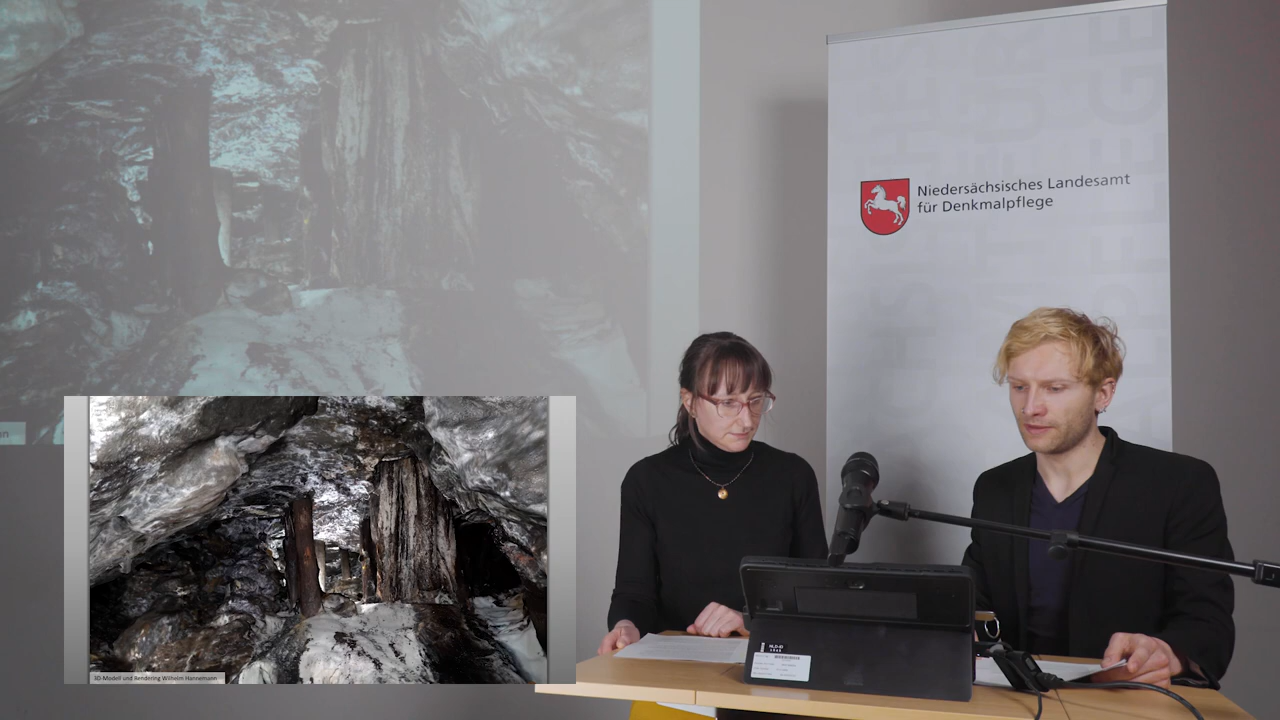 Niedersächsisches Landesamt
für Denkmalpflege
3D-Modell und Rendering Wilhelm Hannemann